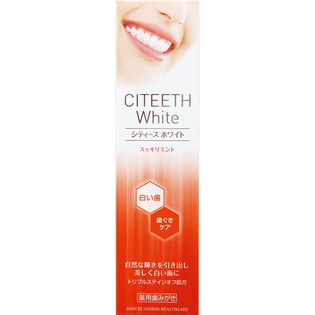 CITEETH
White
シティース ホワイト
スッキリミント
白い歯
歯ぐき
ケア
自然な輝きを引き出し
美しく白い歯に
トリプルステインオフ処方
薬用歯みがき
DAIICHI SANKYO HEALTHCARE